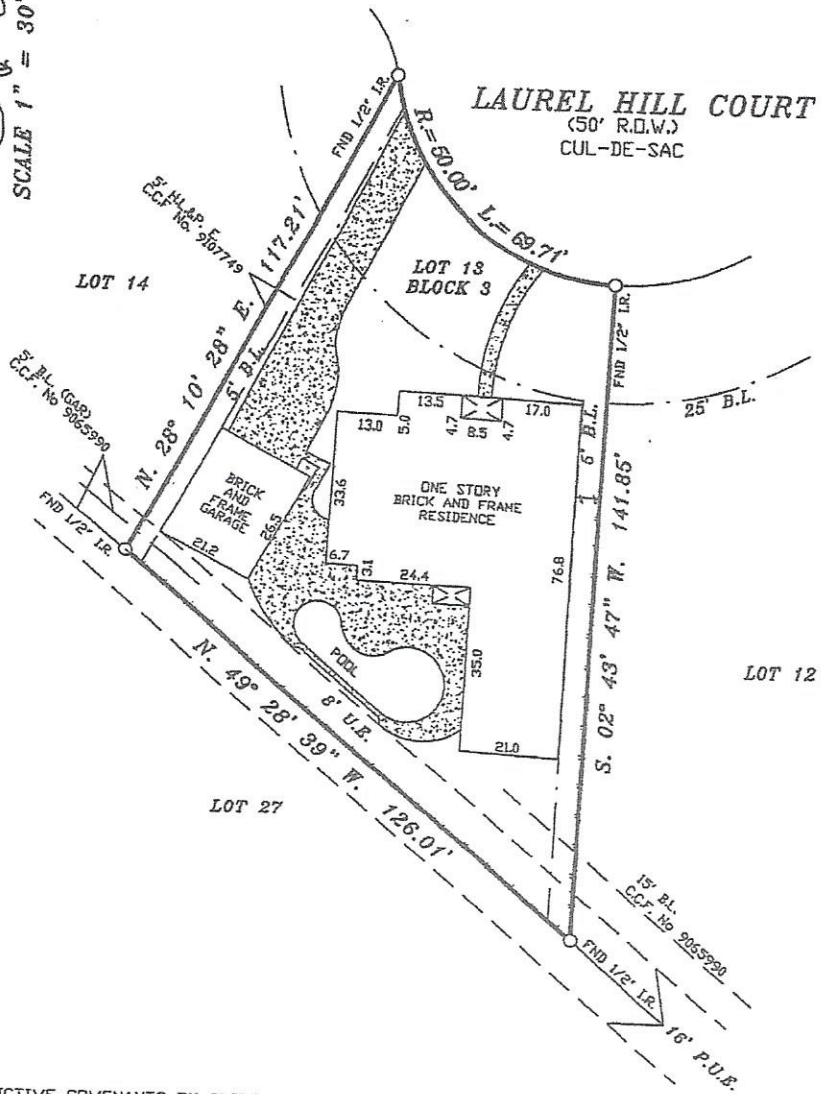 SCALE 1" = 30'
LAUREL HILL COURT
(50' R.O.W.)
CUL-DE-SAC
FND 1/2" I.R.
R.=50.00' L.= 69.71'
5' H.L.&P. E.
C.C.F. No. 9107749
N. 28° 10' 28" E. 117.21'
LOT 14
LOT 13
BLOCK 3
FND 1/2" I.R.
5' B.L.
25' B.L.
5' B.L. (GAR)
C.C.F. No 9065990
13.5
17.0
13.0
5.0
4.7
8.5
4.7
BRICK
AND
FRAME
GARAGE
26.5
21.2
33.6
ONE STORY
BRICK AND FRAME
RESIDENCE
S. 02° 43' 47" W. 141.85'
FND 1/2" I.R.
6.7
3.1
24.4
76.8
POOL
35.0
21.0
8' U.E.
N. 49° 28' 39" W. 126.01'
LOT 12
LOT 27
15' B.L.
C.C.F. No 9065990
FND 1/2" I.R.
16' P.U.E.